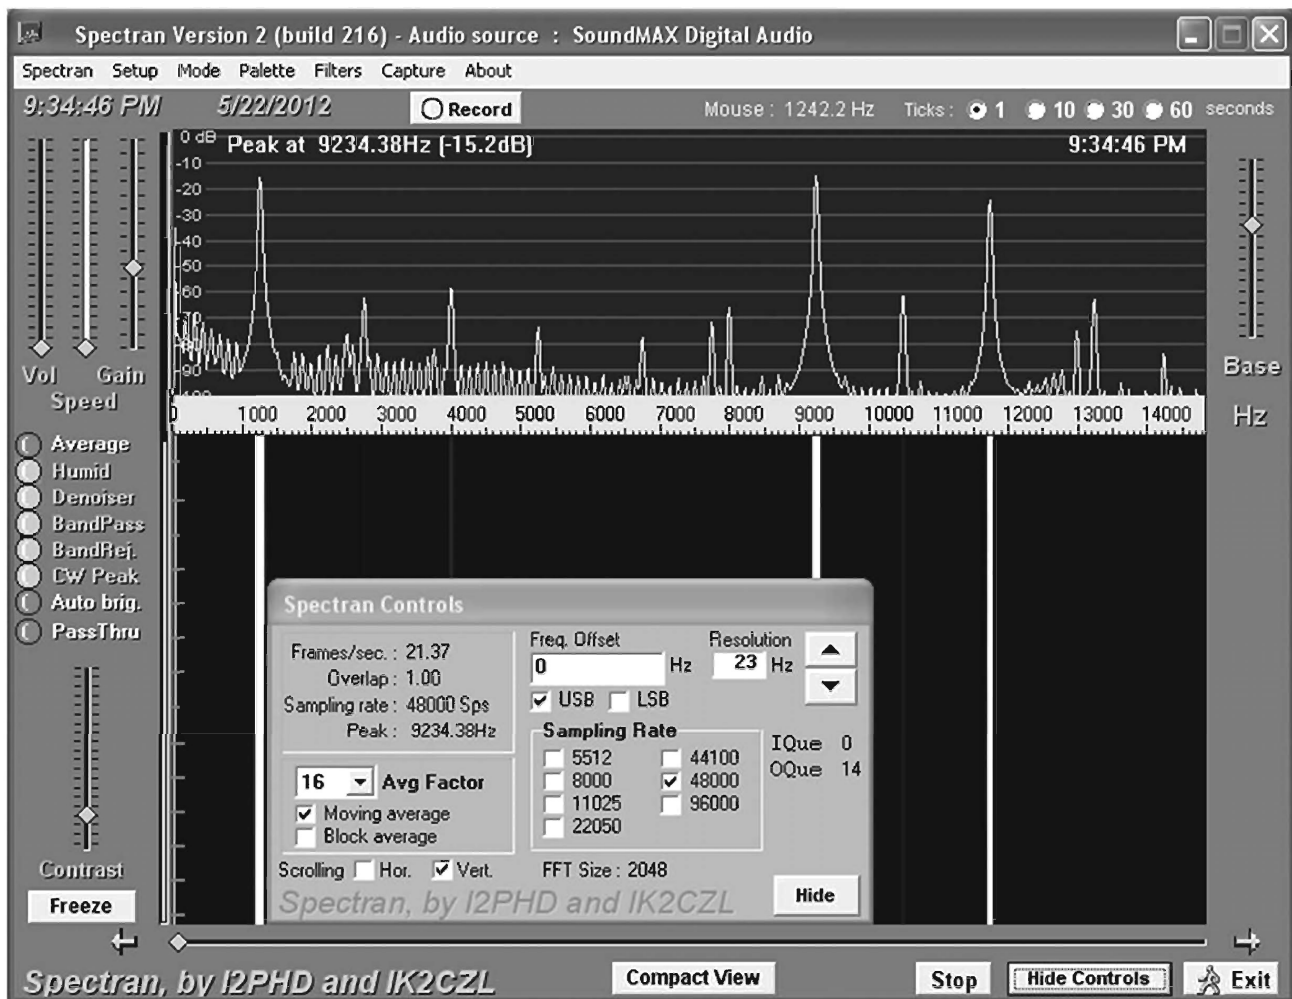 Spectran Version 2 (build 216) - Audio source : SoundMAX Digital Audio
Spectran Setup Mode Palette Filters Capture About
9:34:46 PM 5/22/2012 Record Mouse : 1242.2 Hz Ticks : 1 10 30 60 seconds
0 dB Peak at 9234.38Hz (-15.2dB) 9:34:46 PM
-10
-20
-30
-40
-50
-60
-70
-80
-90
Vol Gain
Speed
Base
Hz
0 1000 2000 3000 4000 5000 6000 7000 8000 9000 10000 11000 12000 13000 14000
Average
Humid
Denoiser
BandPass
BandRej.
CW Peak
Auto brig.
PassThru
Contrast
Freeze
Spectran Controls
Frames/sec. : 21.37
Overlap : 1.00
Sampling rate : 48000 Sps
Peak : 9234.38Hz
Freq. Offset
0 Hz
Resolution
23 Hz
USB LSB
Sampling Rate
5512 44100
8000 48000
11025 96000
22050
IQue 0
OQue 14
16 Avg Factor
Moving average
Block average
Scrolling Hor. Vert.
FFT Size : 2048
Spectran, by I2PHD and IK2CZL
Hide
Spectran, by I2PHD and IK2CZL
Compact View
Stop
Hide Controls
Exit